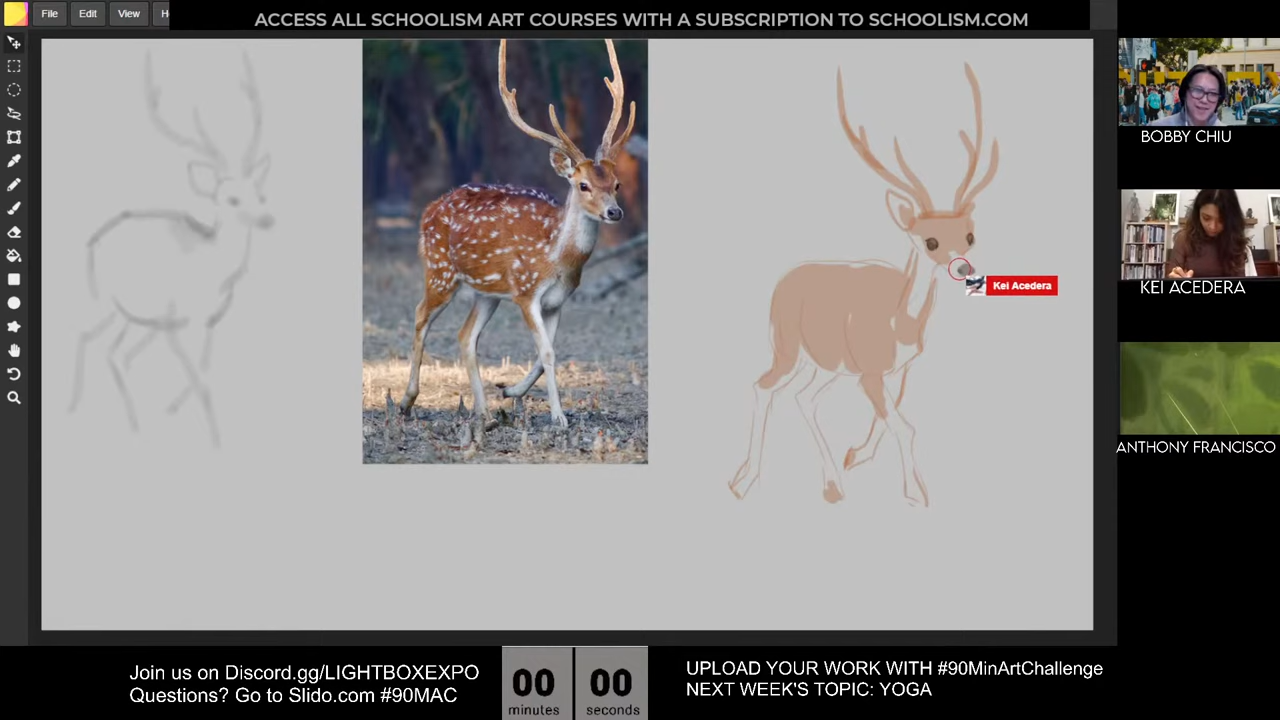 File Edit View
ACCESS ALL SCHOOLISM ART COURSES WITH A SUBSCRIPTION TO SCHOOLISM.COM
BOBBY CHIU
Kei Acedera
KEI ACEDERA
ANTHONY FRANCISCO
Join us on Discord.gg/LIGHTBOXEXPO
Questions? Go to Slido.com #90MAC
00 00
minutes seconds
UPLOAD YOUR WORK WITH #90MinArtChallenge
NEXT WEEK'S TOPIC: YOGA